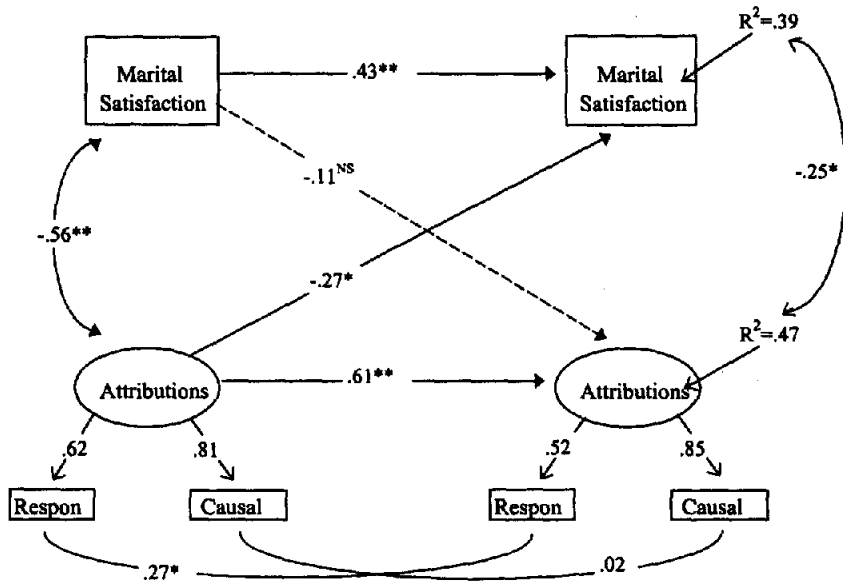 R²=.39
Marital
Satisfaction
.43**
Marital
Satisfaction
-.11ᴺˢ
-.25*
-.56**
-.27*
R²=.47
Attributions
.61**
Attributions
.62
.81
.52
.85
Respon
Causal
Respon
Causal
.27*
.02